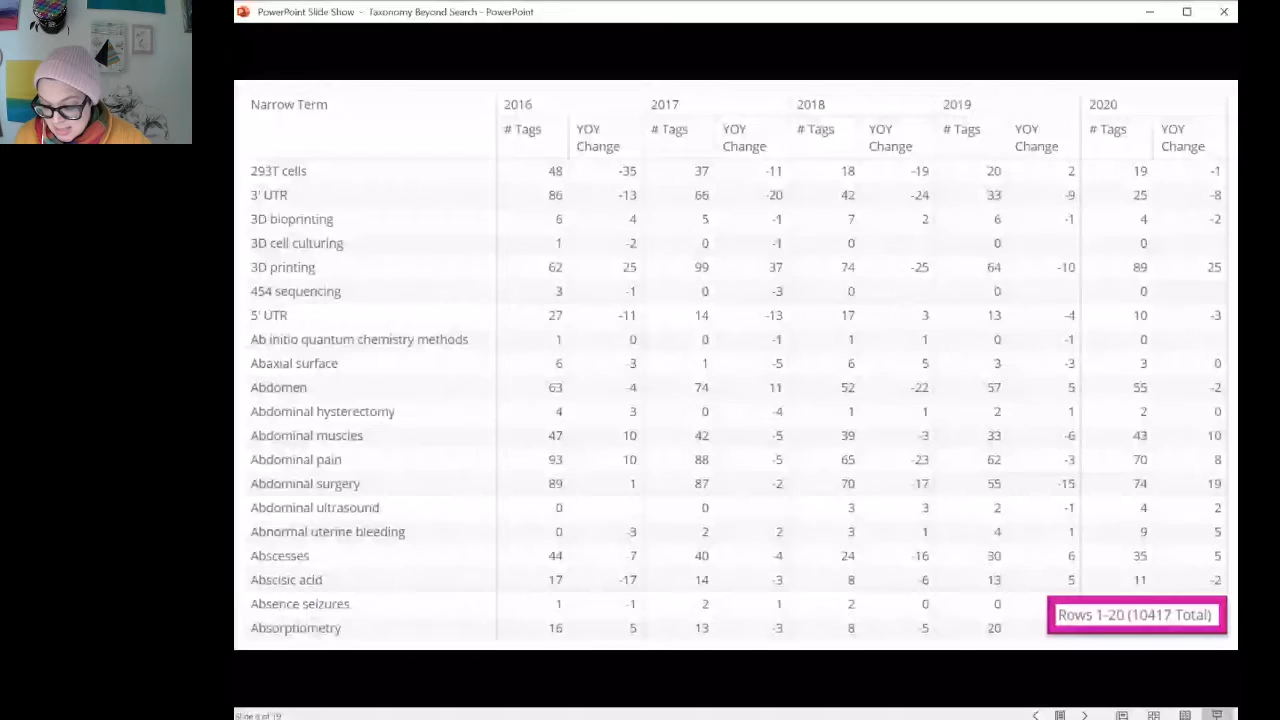 PowerPoint Slide Show - Taxonomy Beyond Search - PowerPoint
Narrow Term 2016 2017 2018 2019 2020
# Tags YOY Change # Tags YOY Change # Tags YOY Change # Tags YOY Change # Tags YOY Change
293T cells 48 -35 37 -11 18 -19 20 2 19 -1
3' UTR 86 -13 66 -20 42 -24 33 -9 25 -8
3D bioprinting 6 4 5 -1 7 2 6 -1 4 -2
3D cell culturing 1 -2 0 -1 0 0 0
3D printing 62 25 99 37 74 -25 64 -10 89 25
454 sequencing 3 -1 0 -3 0 0 0
5' UTR 27 -11 14 -13 17 3 13 -4 10 -3
Ab initio quantum chemistry methods 1 0 0 -1 1 1 0 -1 0
Abaxial surface 6 -3 1 -5 6 5 3 -3 3 0
Abdomen 63 -4 74 11 52 -22 57 5 55 -2
Abdominal hysterectomy 4 3 0 -4 1 1 2 1 2 0
Abdominal muscles 47 10 42 -5 39 -3 33 -6 43 10
Abdominal pain 93 10 88 -5 65 -23 62 -3 70 8
Abdominal surgery 89 1 87 -2 70 -17 55 -15 74 19
Abdominal ultrasound 0 0 3 3 2 -1 4 2
Abnormal uterine bleeding 0 -3 2 2 3 1 4 1 9 5
Abscesses 44 -7 40 -4 24 -16 30 6 35 5
Abscisic acid 17 -17 14 -3 8 -6 13 5 11 -2
Absence seizures 1 -1 2 1 2 0 0
Rows 1-20 (10417 Total)
Absorptiometry 16 5 13 -3 8 -5 20
Slide 8 of 19